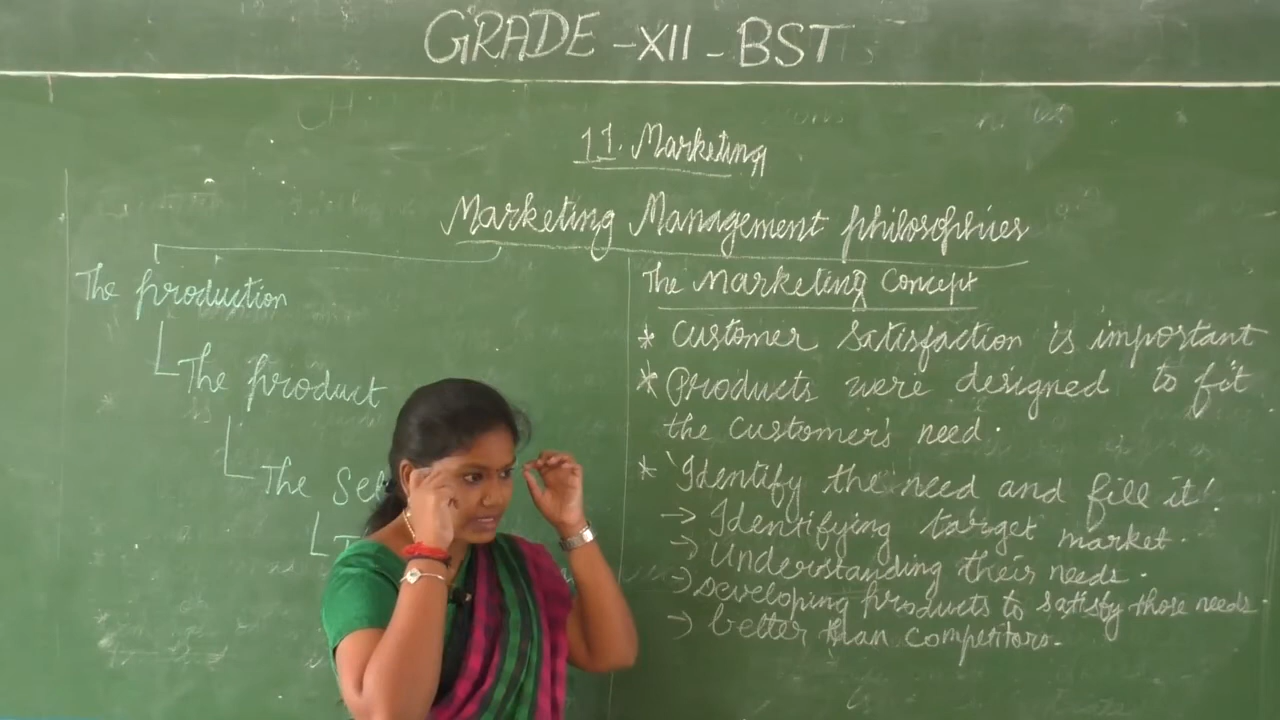 GRADE - XII - BST
11. Marketing
Marketing Management philosophies
The production
The product
The Sel
The Marketing Concept
* Customer Satisfaction is important
* Products were designed to fit
the Customer's need.
* 'Identify the need and fill it'.
→ Identifying target market.
→ Understanding their needs.
→ Developing products to satisfy those needs.
→ better than competitors.